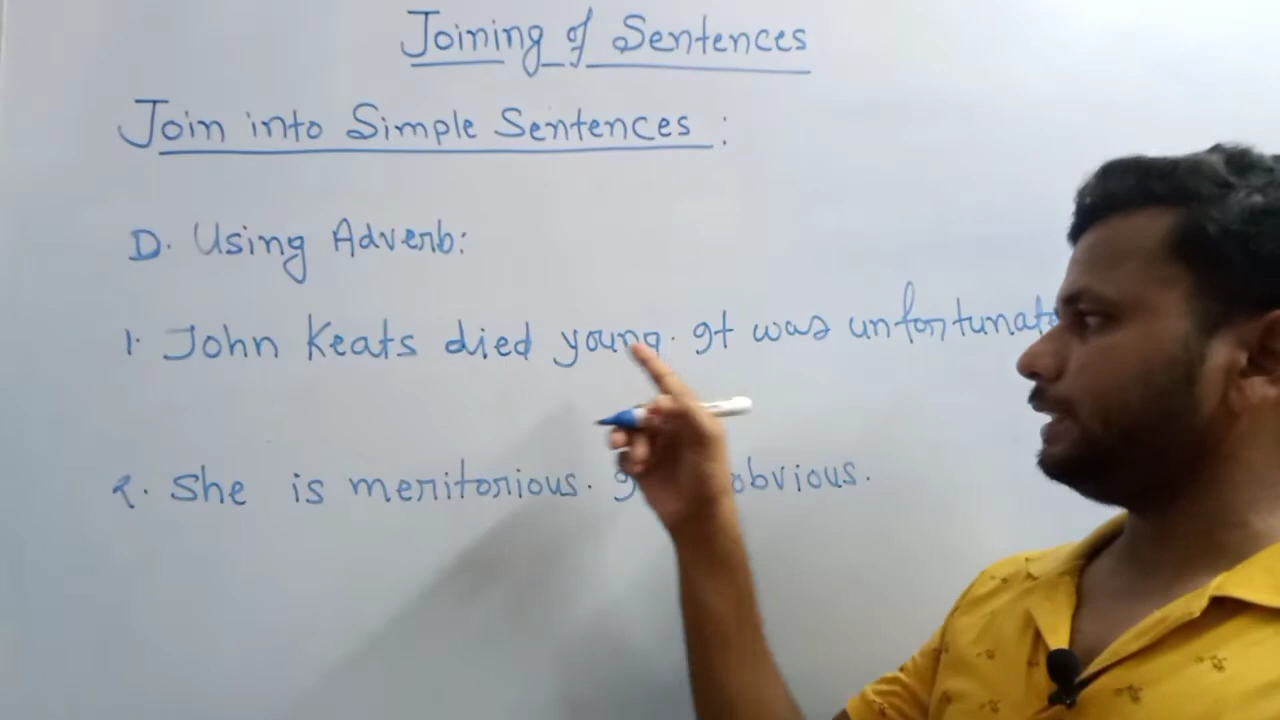 Joining of Sentences
Join into Simple Sentences :
D. Using Adverb:
1. John Keats died young. It was unfortunate
2. She is meritorious. obvious.